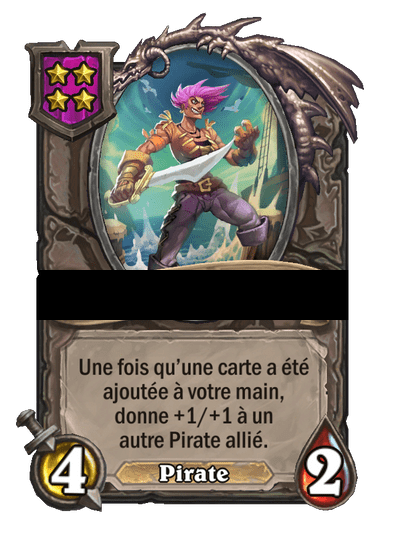 Une fois qu’une carte a été
ajoutée à votre main,
donne +1/+1 à un
autre Pirate allié.
4
Pirate
2